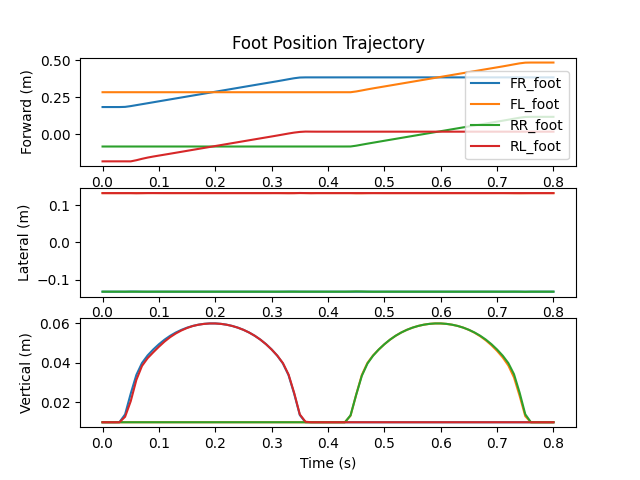 Foot Position Trajectory
Forward (m)
0.50
0.25
0.00
FR_foot
FL_foot
RR_foot
RL_foot
0.0 0.1 0.2 0.3 0.4 0.5 0.6 0.7 0.8
Lateral (m)
0.1
0.0
−0.1
0.0 0.1 0.2 0.3 0.4 0.5 0.6 0.7 0.8
Vertical (m)
0.06
0.04
0.02
0.0 0.1 0.2 0.3 0.4 0.5 0.6 0.7 0.8
Time (s)